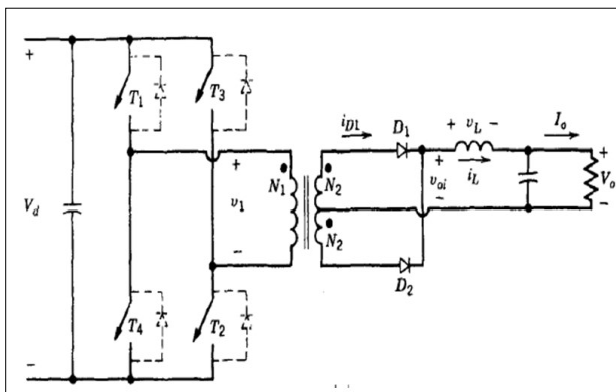 + +
T1 T3
iD1 D1 + vL - Io
+ + +
Vd v1 N1 N2 voi iL Vo
- N2 - -
D2
T4 T2
- -